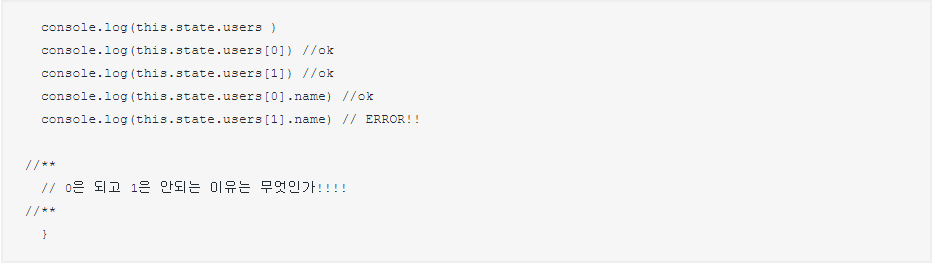 console.log(this.state.users )
console.log(this.state.users[0]) //ok
console.log(this.state.users[1]) //ok
console.log(this.state.users[0].name) //ok
console.log(this.state.users[1].name) // ERROR!!
//**
// 0은 되고 1은 안되는 이유는 무엇인가!!!!
//**
}